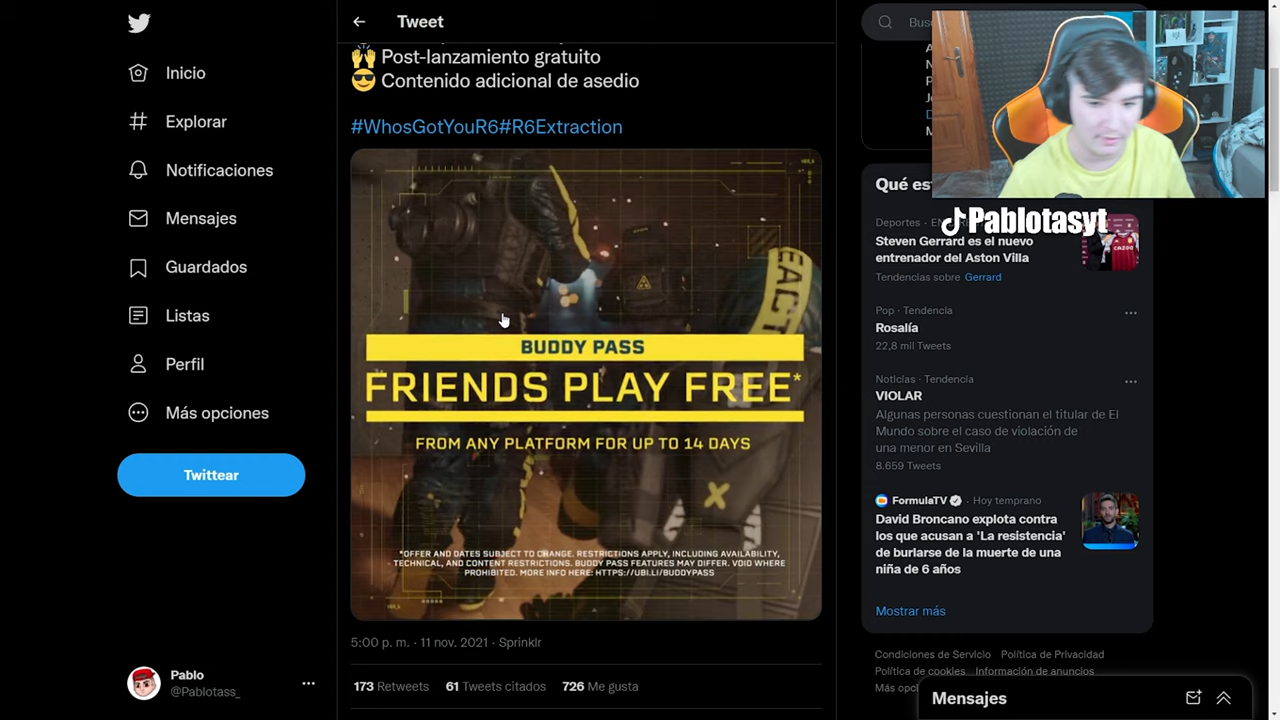 Tweet
Inicio
Explorar
Notificaciones
Mensajes
Guardados
Listas
Perfil
Más opciones
Twittear
Pablo
@Pablotass_
Post-lanzamiento gratuito
Contenido adicional de asedio
#WhosGotYouR6#R6Extraction
REACT
BUDDY PASS
FRIENDS PLAY FREE*
FROM ANY PLATFORM FOR UP TO 14 DAYS
*OFFER AND DATES SUBJECT TO CHANGE. RESTRICTIONS APPLY, INCLUDING AVAILABILITY,
TECHNICAL, AND CONTENT RESTRICTIONS. BUDDY PASS FEATURES MAY DIFFER. VOID WHERE
PROHIBITED. MORE INFO HERE: HTTPS://UBI.LI/BUDDYPASS
5:00 p. m. · 11 nov. 2021 · Sprinklr
173 Retweets 61 Tweets citados 726 Me gusta
Bus
Pablotasyt
Qué es
Deportes · E
Steven Gerrard es el nuevo
entrenador del Aston Villa
Tendencias sobre Gerrard
CAZOO
Pop · Tendencia
Rosalía
22,8 mil Tweets
Noticias · Tendencia
VIOLAR
Algunas personas cuestionan el titular de El
Mundo sobre el caso de violación de
una menor en Sevilla
8.659 Tweets
FormulaTV · Hoy temprano
David Broncano explota contra
los que acusan a 'La resistencia'
de burlarse de la muerte de una
niña de 6 años
Mostrar más
Condiciones de Servicio Política de Privacidad
Política de cookies Información de anuncios
Más opci
Mensajes